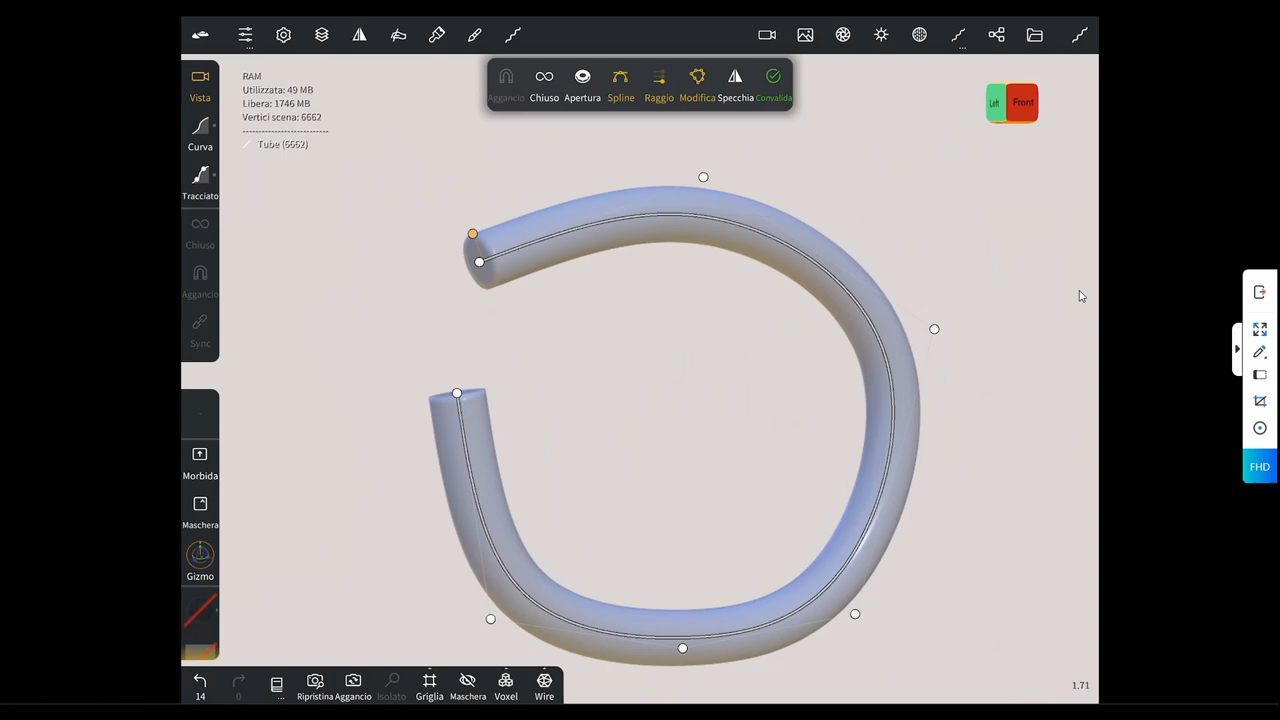 RAM
Utilizzata: 49 MB
Libera: 1746 MB
Vertici scena: 6662
----------------------------
Tube (6662)
Aggancio Chiuso Apertura Spline Raggio Modifica Specchia Convalida
Left Front
Vista
Curva
Tracciato
Chiuso
Aggancio
Sync
Morbida
Maschera
Gizmo
14 0 ... Ripristina Aggancio Isolato Griglia Maschera Voxel Wire
1.71
FHD